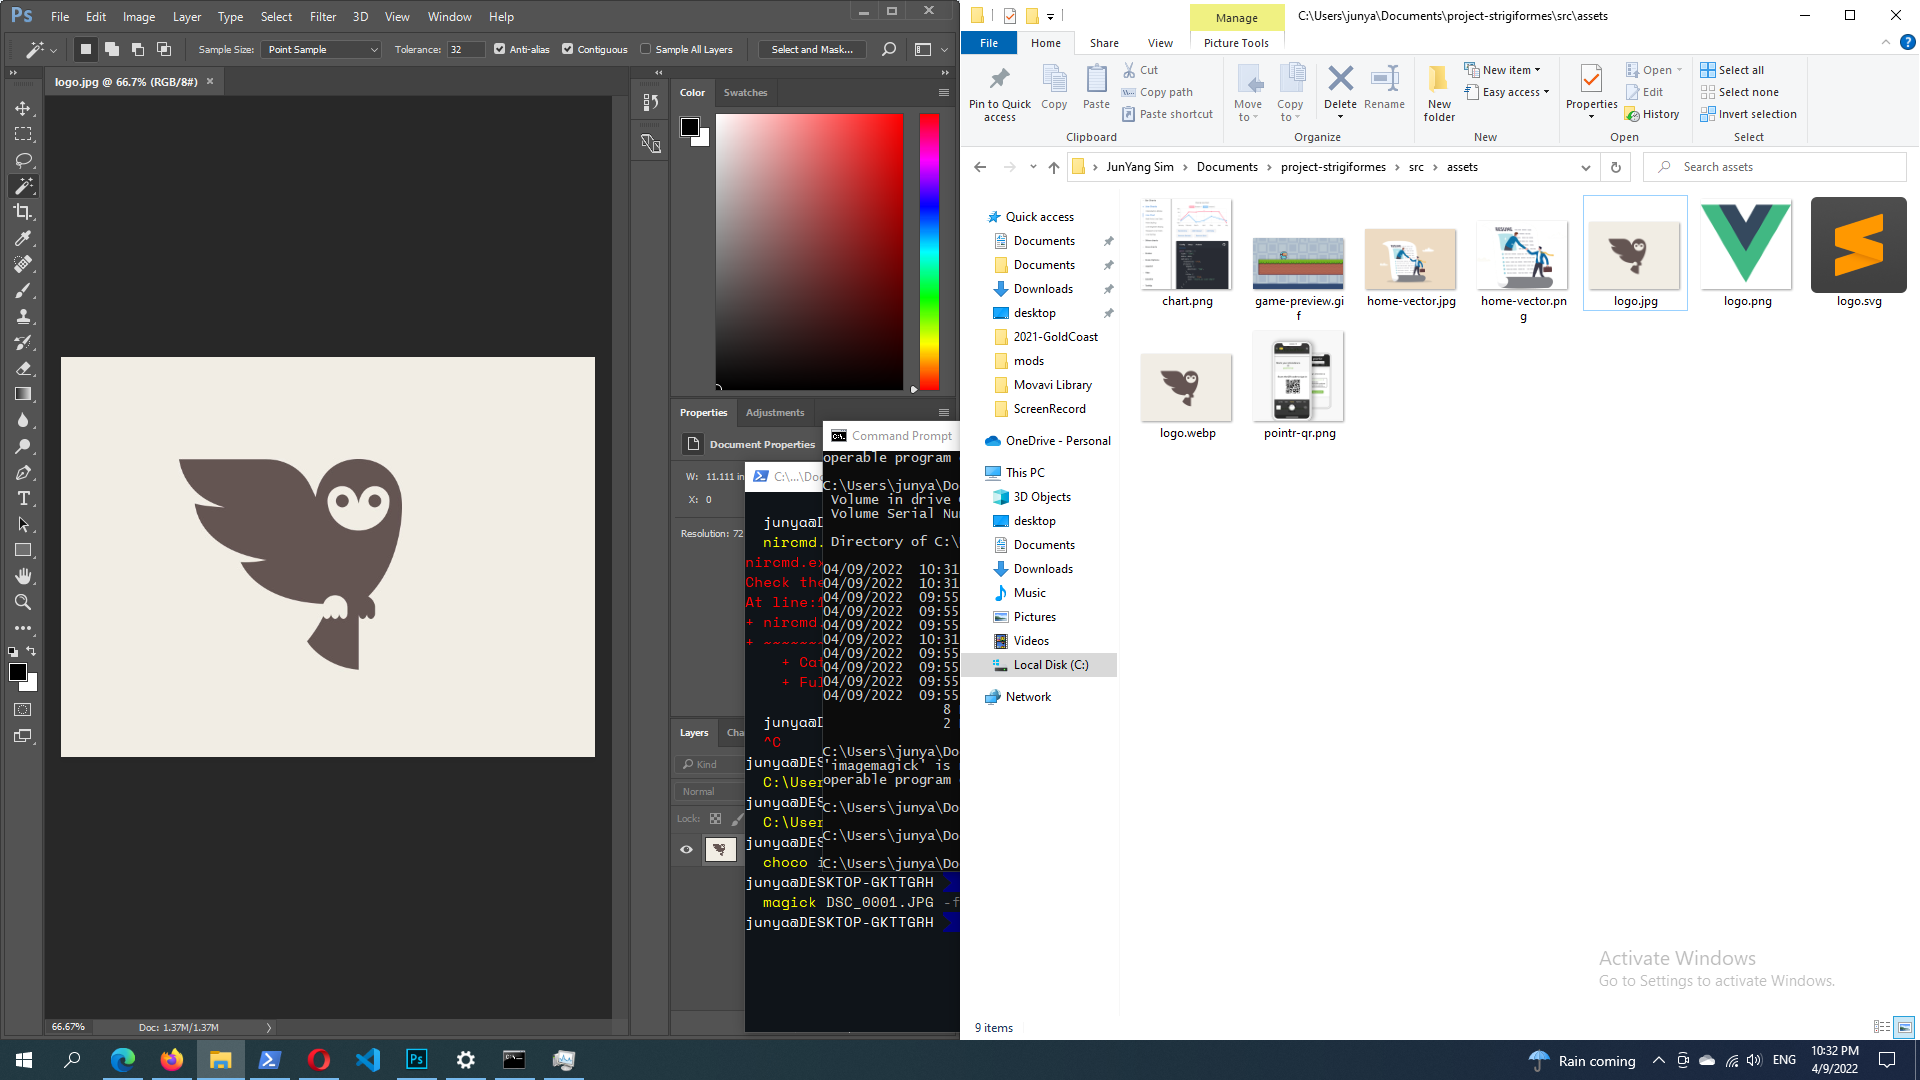 Ps File Edit Image Layer Type Select Filter 3D View Window Help
Sample Size: Point Sample Tolerance: 32 Anti-alias Contiguous Sample All Layers Select and Mask...
logo.jpg @ 66.7% (RGB/8#) ×
Color Swatches
Properties Adjustments
Document Properties
W: 11.111 in
X: 0
Resolution: 72
Layers Cha
Kind
Normal
Lock:
66.67% Doc: 1.37M/1.37M
C:\...\Doc
junya@D
nircmd.
nircmd.ex
Check the
At line:1
+ nircmd.
+ ~~~~~~~
+ Cat
+ Ful
junya@D
^C
junya@DES
C:\User
junya@DES
C:\User
junya@DES
choco i
junya@DESKTOP-GKTTGRH
magick DSC_0001.JPG -f
junya@DESKTOP-GKTTGRH
Command Prompt
operable program
C:\Users\junya\Do
Volume in drive
Volume Serial Nu
Directory of C:\
04/09/2022 10:31
04/09/2022 10:31
04/09/2022 09:55
04/09/2022 09:55
04/09/2022 09:55
04/09/2022 10:31
04/09/2022 09:55
04/09/2022 09:55
04/09/2022 09:55
04/09/2022 09:55
8
2
C:\Users\junya\Do
'imagemagick' is
operable program
C:\Users\junya\Do
C:\Users\junya\Do
C:\Users\junya\Do
Manage C:\Users\junya\Documents\project-strigiformes\src\assets
File Home Share View Picture Tools
Pin to Quick access
Copy
Paste
Cut
Copy path
Paste shortcut
Move to
Copy to
Delete
Rename
New folder
New item
Easy access
Properties
Open
Edit
History
Select all
Select none
Invert selection
Clipboard Organize New Open Select
JunYang Sim > Documents > project-strigiformes > src > assets
Search assets
Quick access
Documents
Documents
Downloads
desktop
2021-GoldCoast
mods
Movavi Library
ScreenRecord
OneDrive - Personal
This PC
3D Objects
desktop
Documents
Downloads
Music
Pictures
Videos
Local Disk (C:)
Network
chart.png
game-preview.gi
f
home-vector.jpg
home-vector.pn
g
logo.jpg
logo.png
logo.svg
logo.webp
pointr-qr.png
Activate Windows
Go to Settings to activate Windows.
9 items
Ps
Rain coming
ENG
10:32 PM
4/9/2022